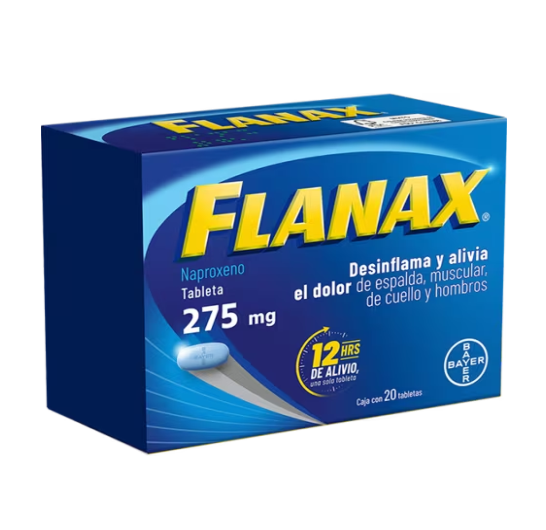 FLANAX
FLANAX®
Naproxeno
Tableta
275 mg
Desinflama y alivia
el dolor de espalda, muscular,
de cuello y hombros
12 HRS
DE ALIVIO,
una sola tableta
Caja con 20 tabletas
BAYER
BAYER